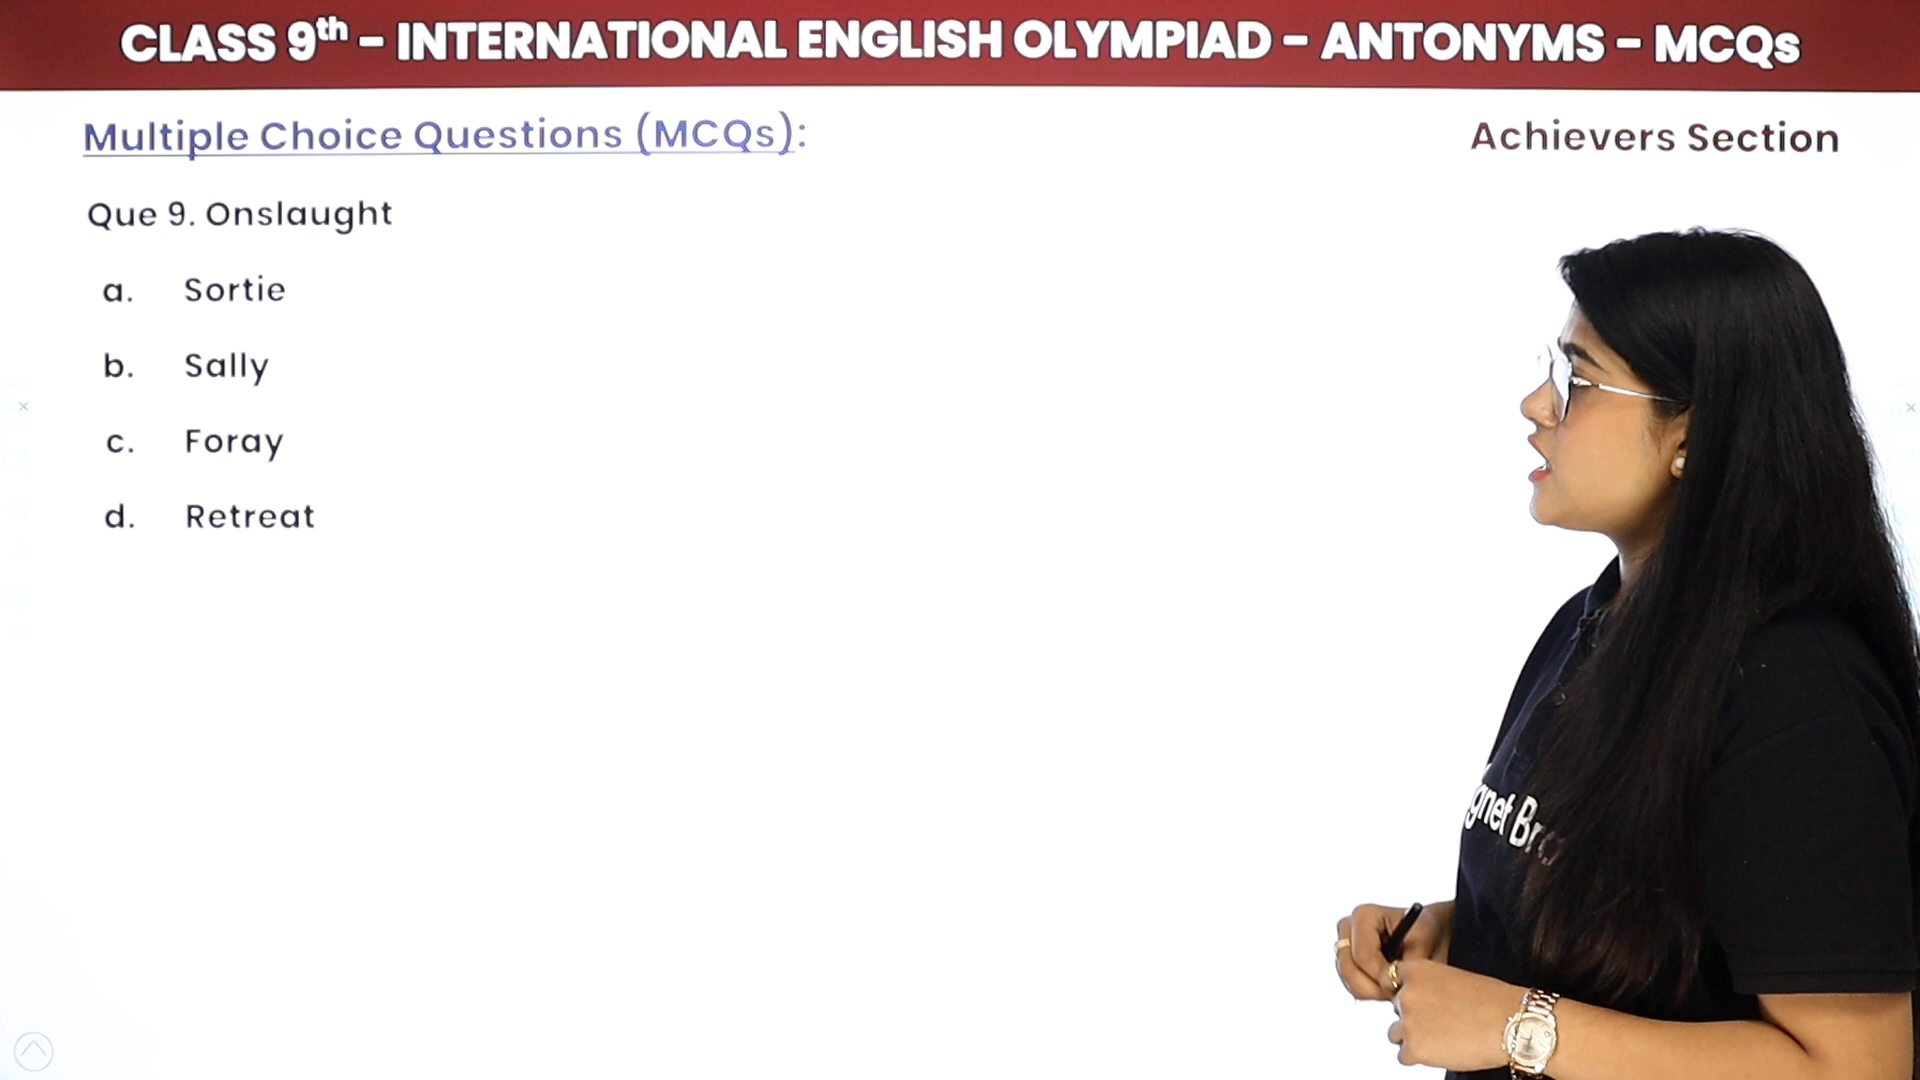 CLASS 9th - INTERNATIONAL ENGLISH OLYMPIAD - ANTONYMS - MCQs
Multiple Choice Questions (MCQs):
Achievers Section
Que 9. Onslaught
a. Sortie
b. Sally
c. Foray
d. Retreat